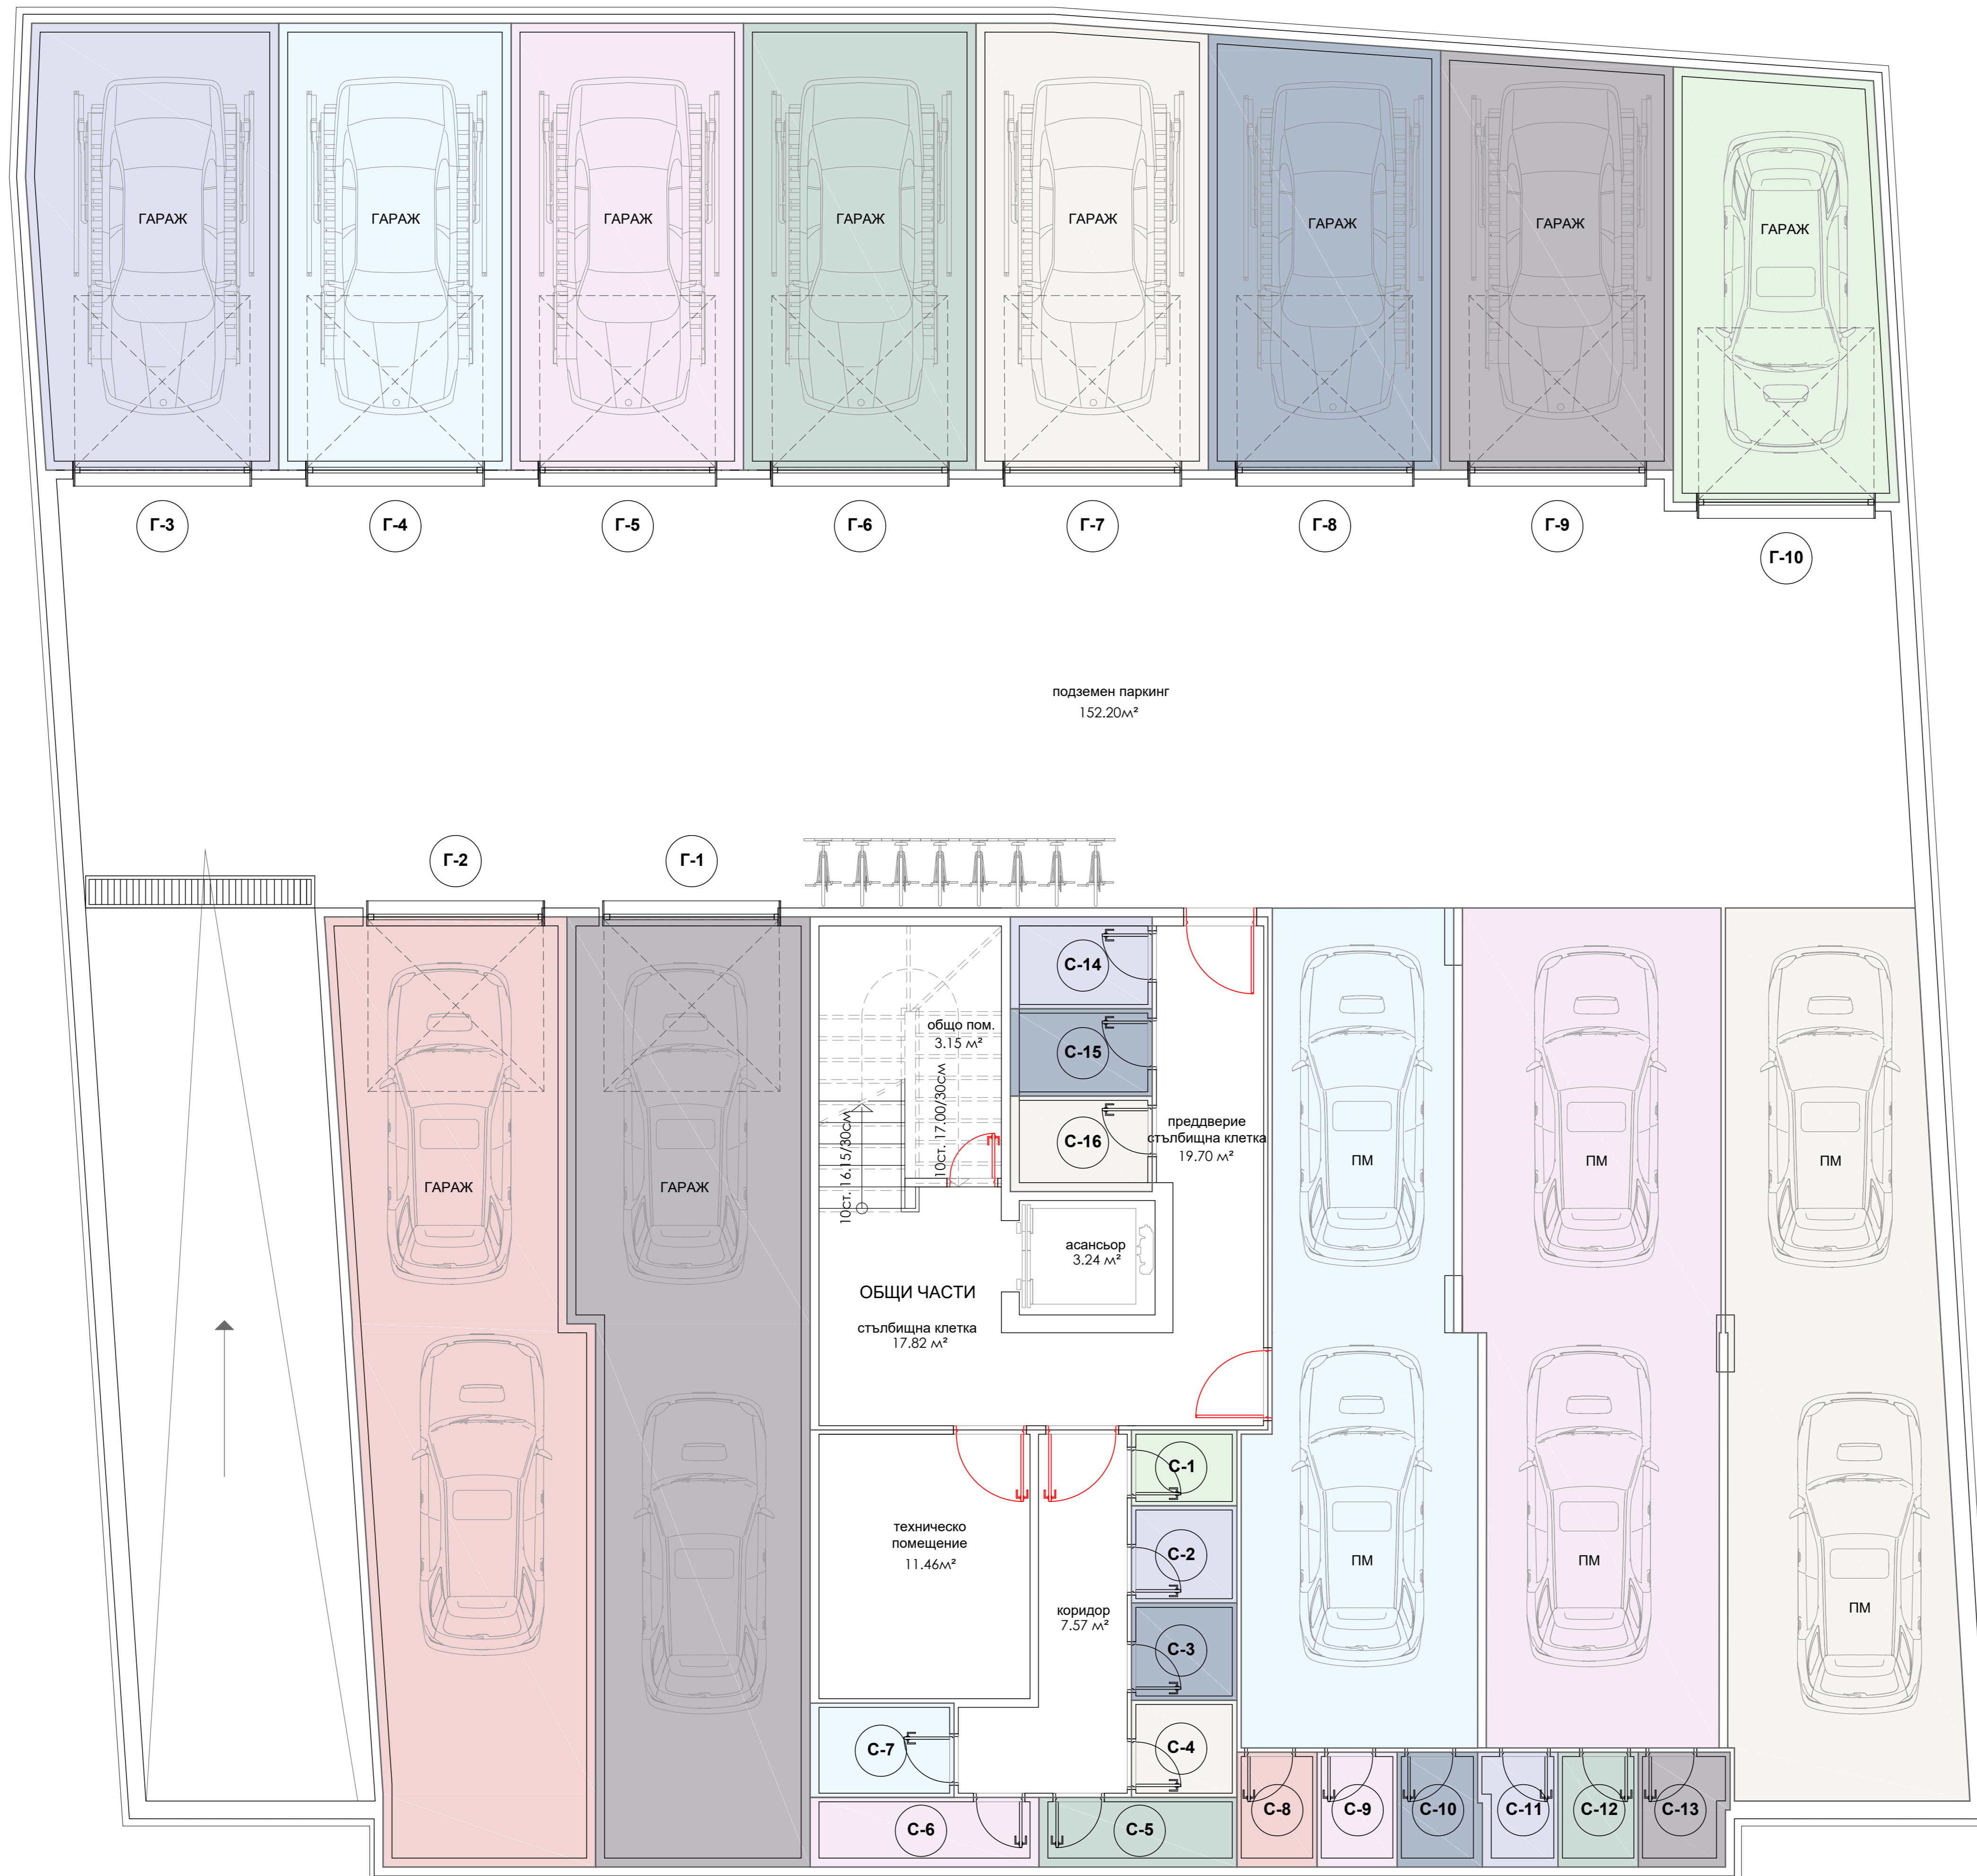 ГАРАЖ
ГАРАЖ
ГАРАЖ
ГАРАЖ
ГАРАЖ
ГАРАЖ
ГАРАЖ
ГАРАЖ
Г-3
Г-4
Г-5
Г-6
Г-7
Г-8
Г-9
Г-10
подземен паркинг
152.20м²
Г-2
Г-1
ГАРАЖ
ГАРАЖ
общо пом.
3.15 м²
10ст. 16.15/30см
10ст. 17.00/30см
С-14
С-15
С-16
преддверие
стълбищна клетка
19.70 м²
асансьор
3.24 м²
ОБЩИ ЧАСТИ
стълбищна клетка
17.82 м²
ПМ
ПМ
ПМ
ПМ
ПМ
ПМ
техническо
помещение
11.46м²
коридор
7.57 м²
С-1
С-2
С-3
С-4
С-7
С-6
С-5
С-8
С-9
С-10
С-11
С-12
С-13